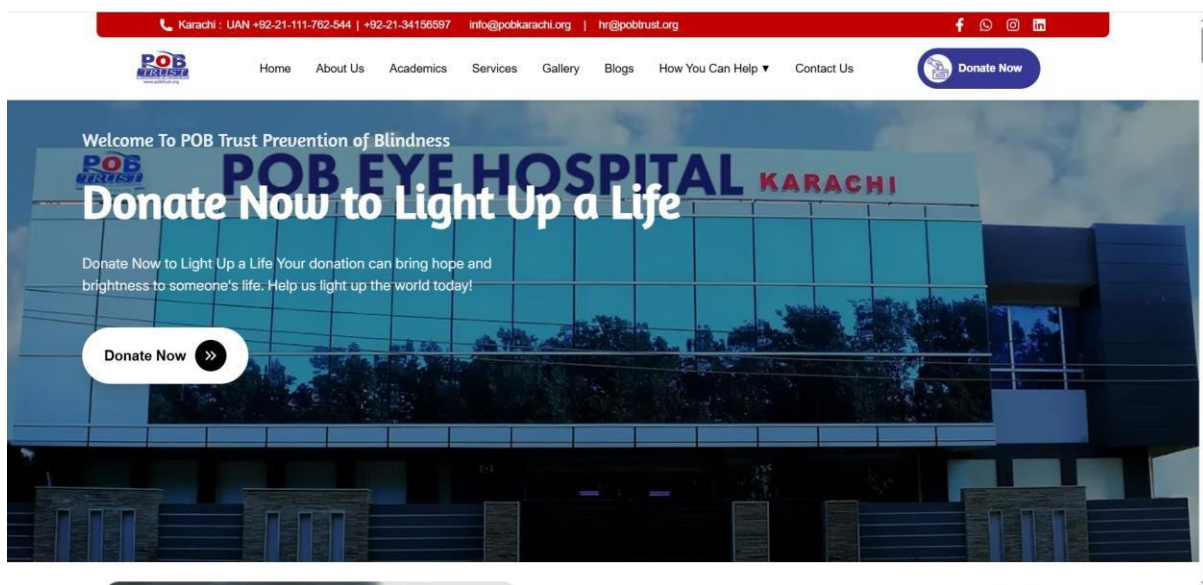 Karachi : UAN +92-21-111-762-544 | +92-21-34156597 info@pobkarachi.org | hr@pobtrust.org
POB
TRUST
www.pobtrust.org
Home About Us Academics Services Gallery Blogs How You Can Help ▼ Contact Us
Donate Now
Welcome To POB Trust Prevention of Blindness
POB
TRUST
POB EYE HOSPITAL KARACHI
Donate Now to Light Up a Life
Donate Now to Light Up a Life Your donation can bring hope and
brightness to someone's life. Help us light up the world today!
Donate Now